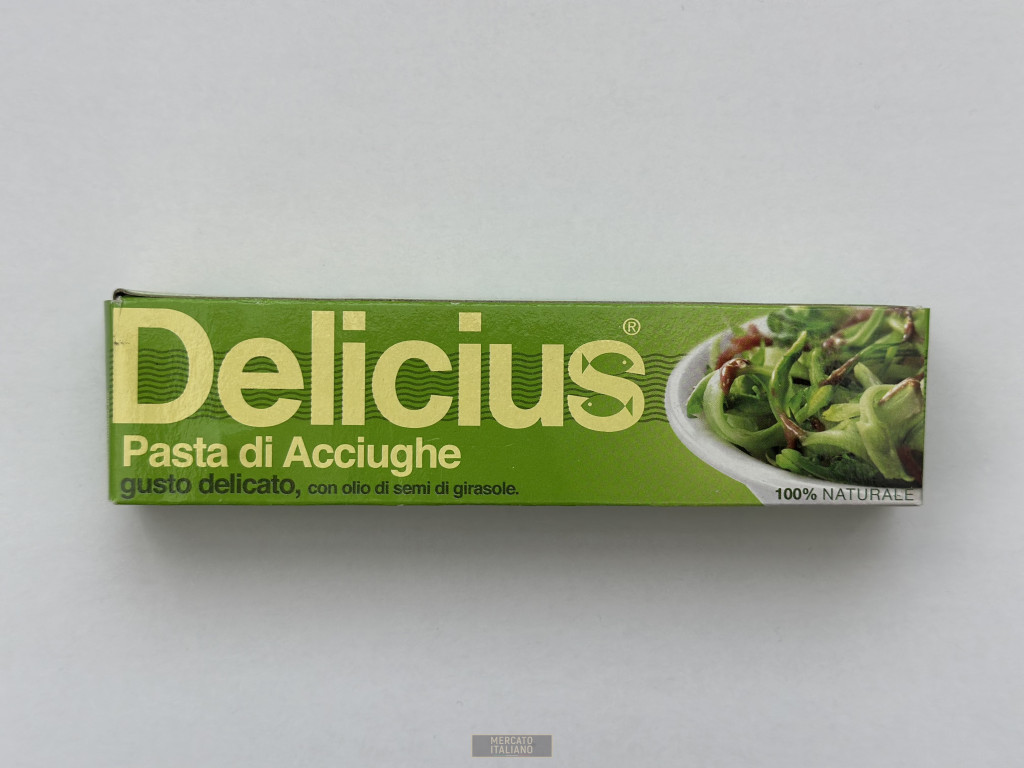 Delicius®
Pasta di Acciughe
gusto delicato, con olio di semi di girasole.
100% NATURALE
MERCATO
ITALIANO